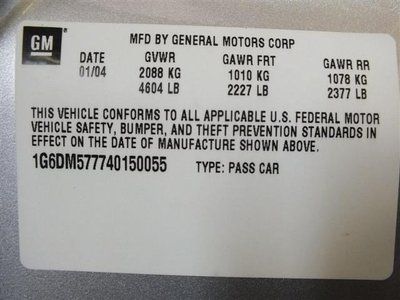 GM
MFD BY GENERAL MOTORS CORP
DATE GVWR GAWR FRT GAWR RR
01/04 2088 KG 1010 KG 1078 KG
4604 LB 2227 LB 2377 LB
THIS VEHICLE CONFORMS TO ALL APPLICABLE U.S. FEDERAL MOTOR
VEHICLE SAFETY, BUMPER, AND THEFT PREVENTION STANDARDS IN
EFFECT ON THE DATE OF MANUFACTURE SHOWN ABOVE.
1G6DM577740150055 TYPE: PASS CAR